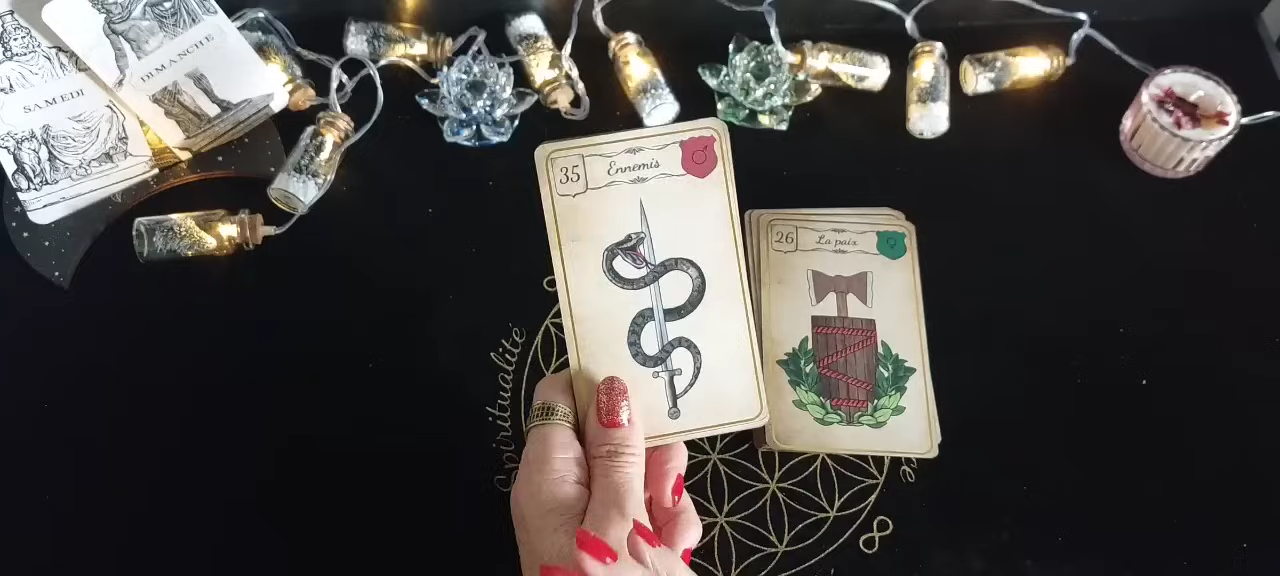 SAMEDI
DIMANCHE
35 Ennemis
26 La paix
Spiritualité